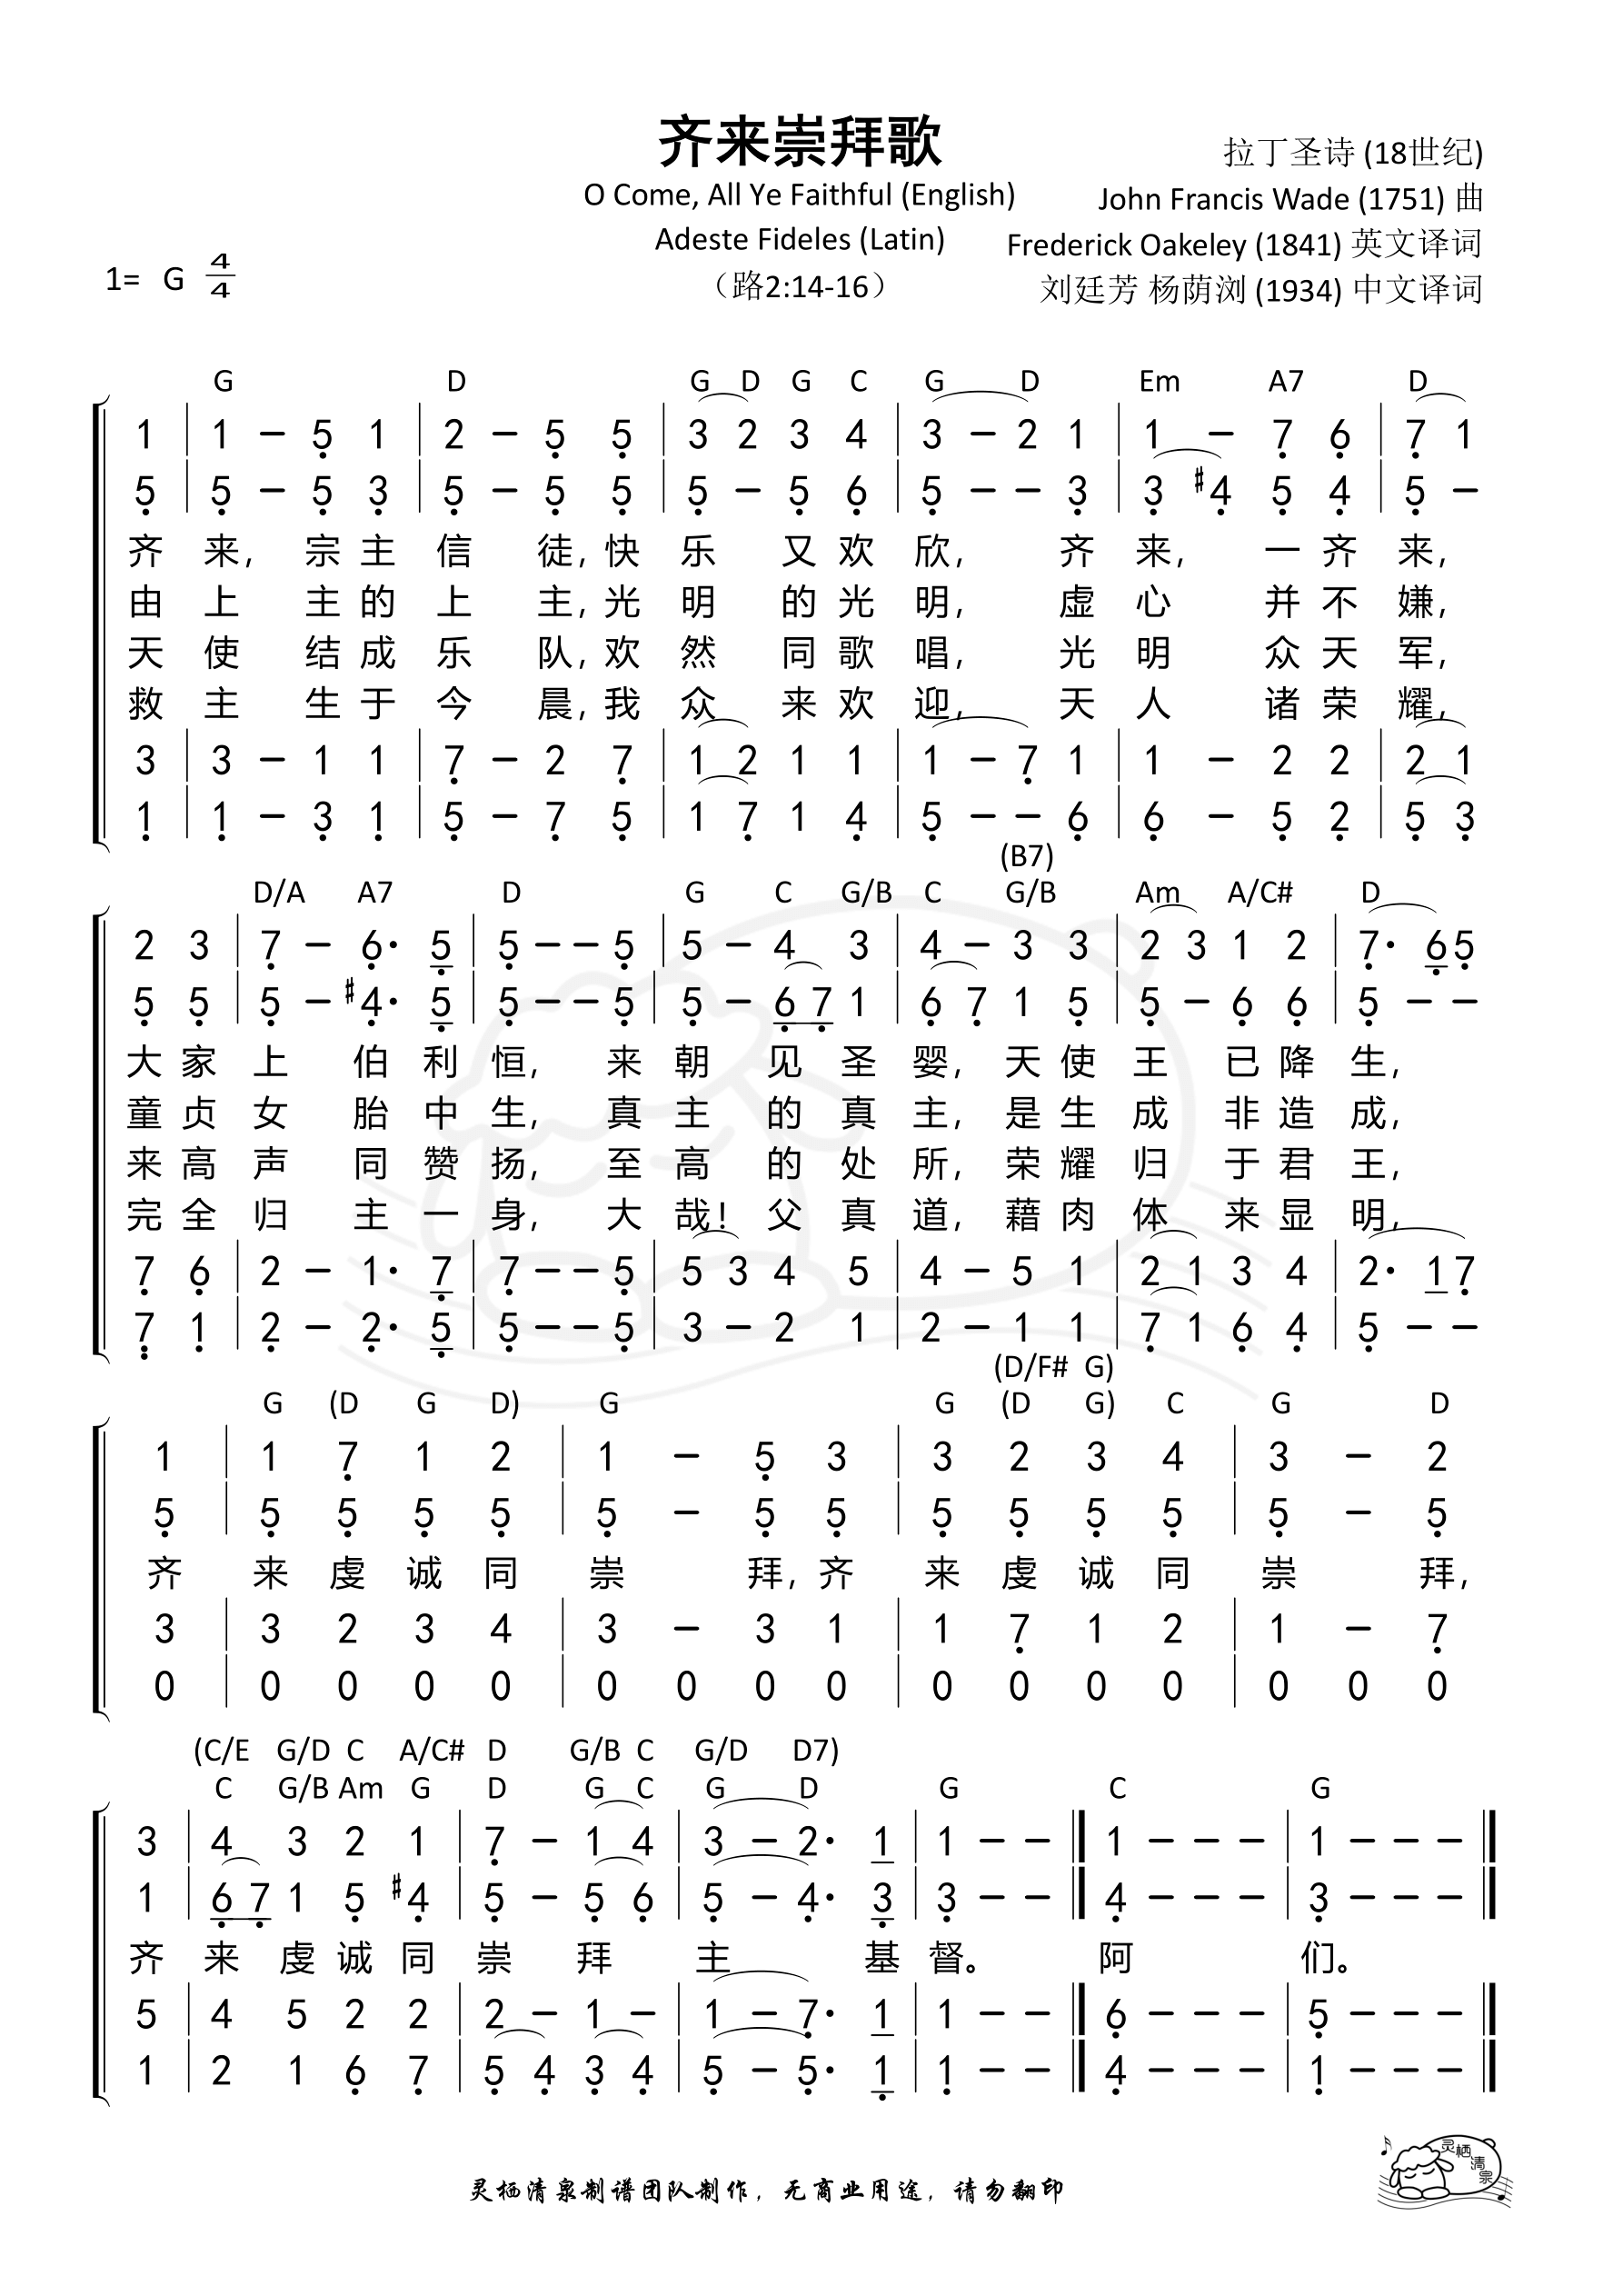 齐来崇拜歌
O Come, All Ye Faithful (English)
Adeste Fideles (Latin)
（路2:14-16）
拉丁圣诗 (18世纪)
John Francis Wade (1751) 曲
Frederick Oakeley (1841) 英文译词
刘廷芳 杨荫浏 (1934) 中文译词
1= G 4/4
G D G D G C G D Em A7 D
1 | 1 – 5 1 | 2 – 5 5 | 3 2 3 4 | 3 – 2 1 | 1 – 7 6 | 7 1
5 | 5 – 5 3 | 5 – 5 5 | 5 – 5 6 | 5 – – 3 | 3 #4 5 4 | 5 –
齐 来， 宗 主 信 徒，快 乐 又 欢 欣， 齐 来， 一 齐 来，
由 上 主 的 上 主，光 明 的 光 明， 虚 心 并 不 嫌，
天 使 结 成 乐 队，欢 然 同 歌 唱， 光 明 众 天 军，
救 主 生 于 今 晨，我 众 来 欢 迎， 天 人 诸 荣 耀，
3 | 3 – 1 1 | 7 – 2 7 | 1 2 1 1 | 1 – 7 1 | 1 – 2 2 | 2 1
1 | 1 – 3 1 | 5 – 7 5 | 1 7 1 4 | 5 – – 6 | 6 – 5 2 | 5 3
(B7)
D/A A7 D G C G/B C G/B Am A/C# D
2 3 | 7 – 6· 5 | 5 – – 5 | 5 – 4 3 | 4 – 3 3 | 2 3 1 2 | 7· 6 5
5 5 | 5 – #4· 5 | 5 – – 5 | 5 – 6 7 1 | 6 7 1 5 | 5 – 6 6 | 5 – –
大 家 上 伯 利 恒， 来 朝 见 圣 婴，天 使 王 已 降 生，
童 贞 女 胎 中 生， 真 主 的 真 主，是 生 成 非 造 成，
来 高 声 同 赞 扬， 至 高 的 处 所，荣 耀 归 于 君 王，
完 全 归 主 一 身， 大 哉！父 真 道，藉 肉 体 来 显 明，
7 6 | 2 – 1· 7 | 7 – – 5 | 5 3 4 5 | 4 – 5 1 | 2 1 3 4 | 2· 1 7
7 1 | 2 – 2· 5 | 5 – – 5 | 3 – 2 1 | 2 – 1 1 | 7 1 6 4 | 5 – –
(D/F# G)
G (D G D) G G (D G) C G D
1 | 1 7 1 2 | 1 – 5 3 | 3 2 3 4 | 3 – 2
5 | 5 5 5 5 | 5 – 5 5 | 5 5 5 5 | 5 – 5
齐 来 虔 诚 同 崇 拜，齐 来 虔 诚 同 崇 拜，
3 | 3 2 3 4 | 3 – 3 1 | 1 7 1 2 | 1 – 7
0 | 0 0 0 0 | 0 0 0 0 | 0 0 0 0 | 0 0 0
(C/E G/D C A/C# D G/B C G/D D7)
C G/B Am G D G C G D G C G
3 | 4 3 2 1 | 7 – 1 4 | 3 – 2· 1 | 1 – – ‖ 1 – – – | 1 – – – ‖
1 | 6 7 1 5 #4 | 5 – 5 6 | 5 – 4· 3 | 3 – – ‖ 4 – – – | 3 – – – ‖
齐 来 虔 诚 同 崇 拜 主 基 督。 阿 们。
5 | 4 5 2 2 | 2 – 1 – | 1 – 7· 1 | 1 – – ‖ 6 – – – | 5 – – – ‖
1 | 2 1 6 7 | 5 4 3 4 | 5 – 5· 1 | 1 – – ‖ 4 – – – | 1 – – – ‖
灵栖清泉制谱团队制作，无商业用途，请勿翻印
灵栖清泉